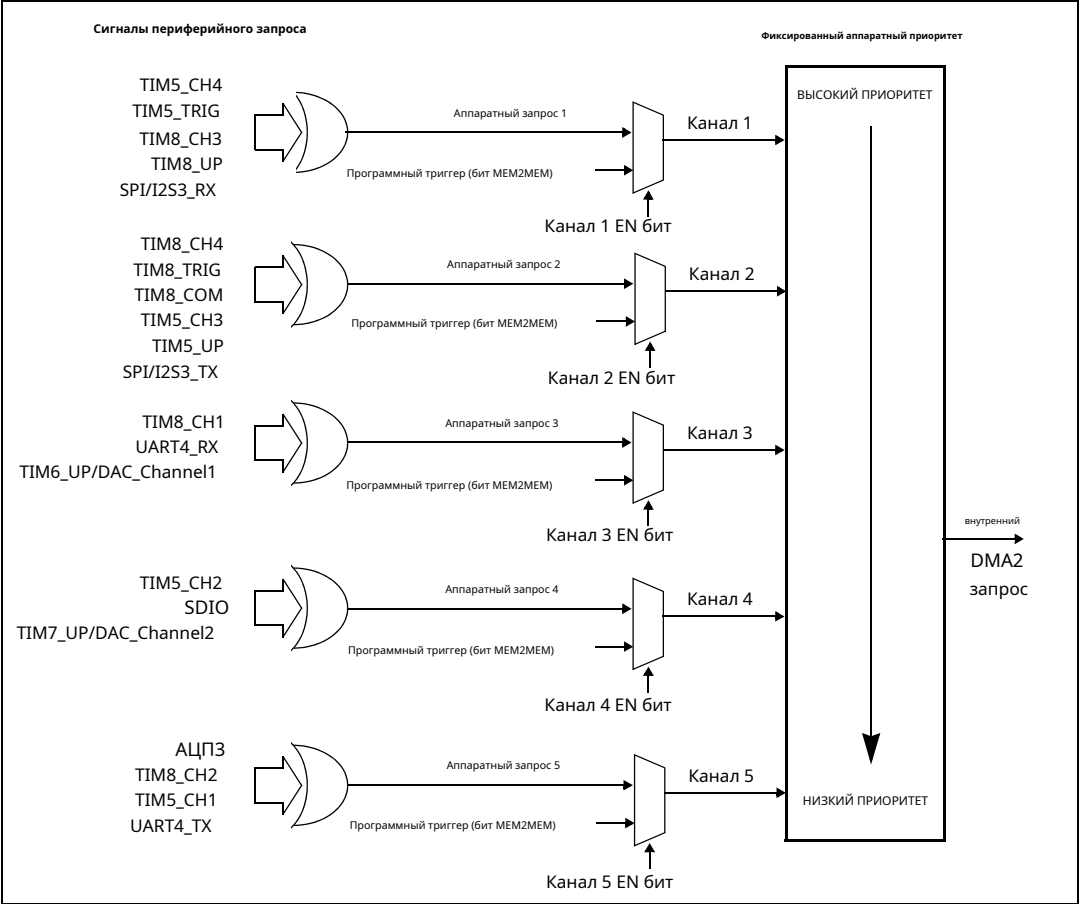 Сигналы периферийного запроса
Фиксированный аппаратный приоритет
TIM5_CH4
TIM5_TRIG
TIM8_CH3
TIM8_UP
SPI/I2S3_RX
Аппаратный запрос 1
Программный триггер (бит MEM2MEM)
Канал 1
Канал 1 EN бит
ВЫСОКИЙ ПРИОРИТЕТ
TIM8_CH4
TIM8_TRIG
TIM8_COM
TIM5_CH3
TIM5_UP
SPI/I2S3_TX
Аппаратный запрос 2
Программный триггер (бит MEM2MEM)
Канал 2
Канал 2 EN бит
TIM8_CH1
UART4_RX
TIM6_UP/DAC_Channel1
Аппаратный запрос 3
Программный триггер (бит MEM2MEM)
Канал 3
Канал 3 EN бит
внутренний
DMA2
запрос
TIM5_CH2
SDIO
TIM7_UP/DAC_Channel2
Аппаратный запрос 4
Программный триггер (бит MEM2MEM)
Канал 4
Канал 4 EN бит
АЦП3
TIM8_CH2
TIM5_CH1
UART4_TX
Аппаратный запрос 5
Программный триггер (бит MEM2MEM)
Канал 5
Канал 5 EN бит
НИЗКИЙ ПРИОРИТЕТ